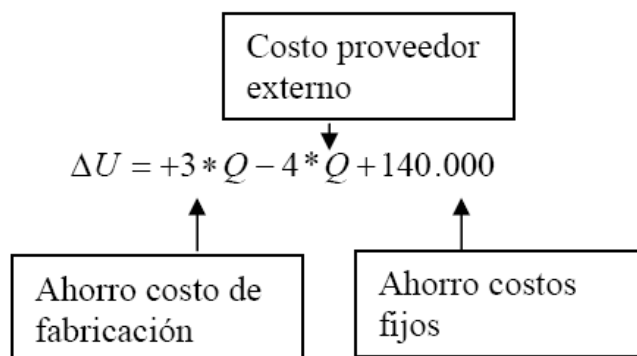 Costo proveedor
externo
ΔU = +3 * Q − 4 * Q + 140.000
Ahorro costo de
fabricación
Ahorro costos
fijos